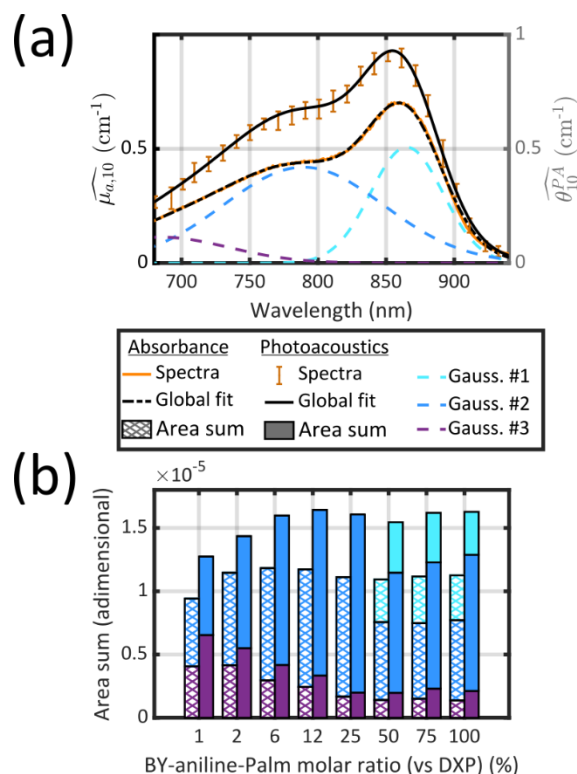 (a)
1
0.5
0
1
0.5
0
μ̂a,10 (cm⁻¹)
θ̂10^PA (cm⁻¹)
700 750 800 850 900
Wavelength (nm)
Absorbance Photoacoustics
Spectra Spectra Gauss. #1
Global fit Global fit Gauss. #2
Area sum Area sum Gauss. #3
(b)
×10⁻⁵
1.5
1
0.5
0
Area sum (adimensional)
1 2 6 12 25 50 75 100
BY-aniline-Palm molar ratio (vs DXP) (%)